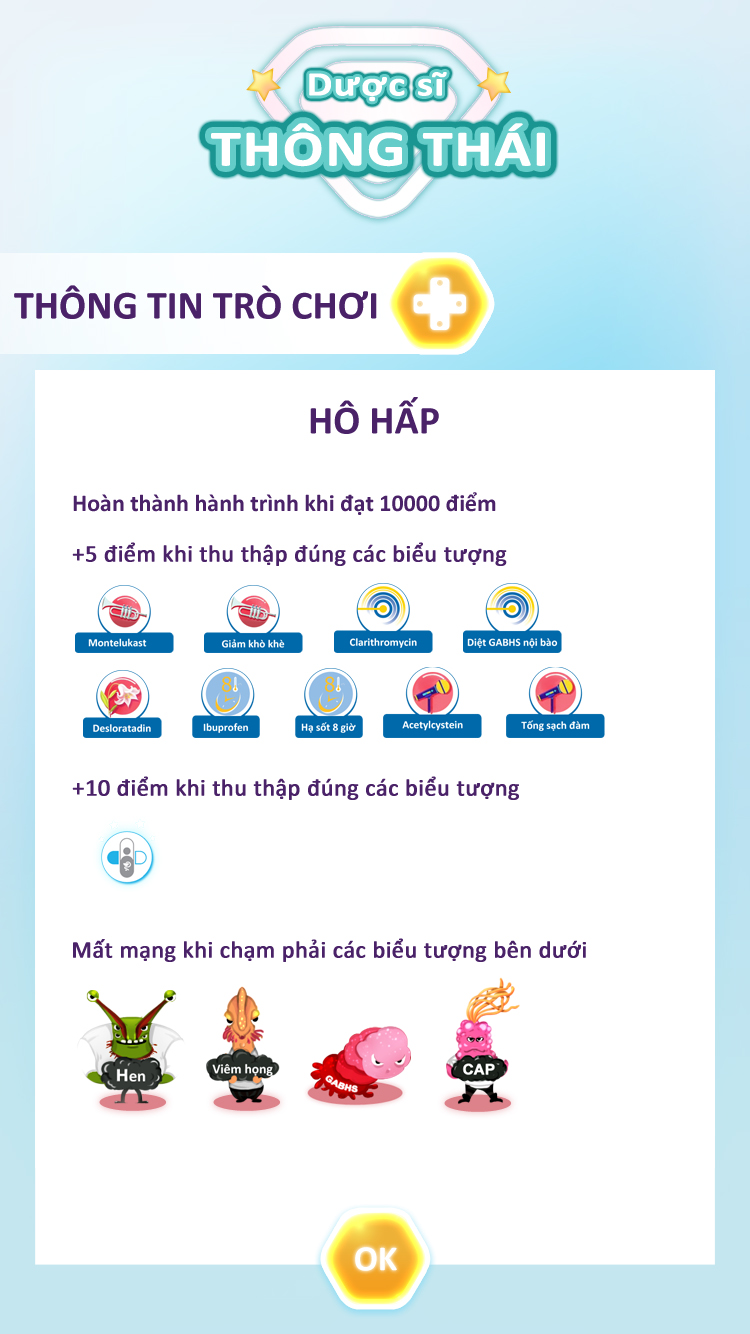 Dược sĩ
THÔNG THÁI
THÔNG TIN TRÒ CHƠI
HÔ HẤP
Hoàn thành hành trình khi đạt 10000 điểm
+5 điểm khi thu thập đúng các biểu tượng
Montelukast Giảm khò khè Clarithromycin Diệt GABHS nội bào
Desloratadin Ibuprofen Hạ sốt 8 giờ Acetylcystein Tống sạch đàm
+10 điểm khi thu thập đúng các biểu tượng
Mất mạng khi chạm phải các biểu tượng bên dưới
Hen Viêm họng GABHS CAP
OK